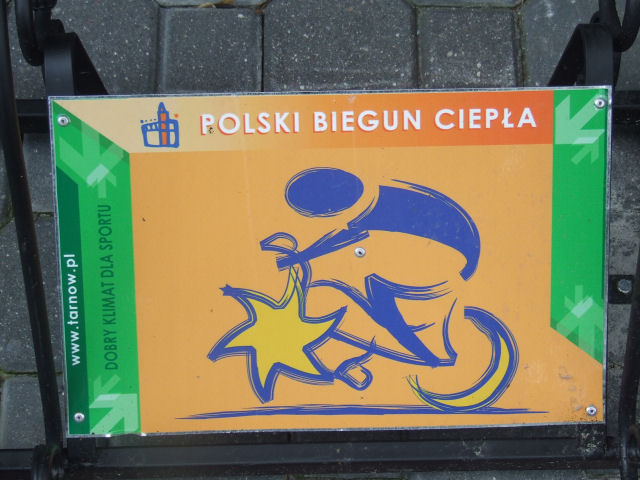 POLSKI BIEGUN CIEPŁA
www.tarnow.pl
DOBRY KLIMAT DLA SPORTU